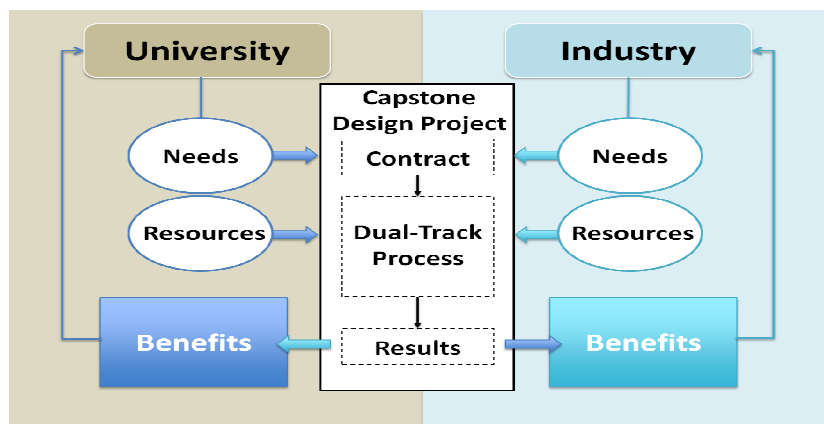 University
Industry
Capstone
Design Project
Contract
Needs
Needs
Resources
Dual-Track
Process
Resources
Benefits
Results
Benefits